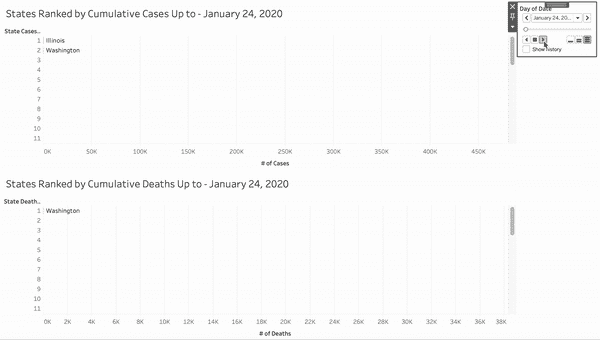 States Ranked by Cumulative Cases Up to - January 24, 2020
Day of Date
January 24, 20...
Show history
State Cases..
1 Illinois
2 Washington
3
4
5
6
7
8
9
10
11
0K 50K 100K 150K 200K 250K 300K 350K 400K 450K
# of Cases
States Ranked by Cumulative Deaths Up to - January 24, 2020
State Death..
1 Washington
2
3
4
5
6
7
8
9
10
11
0K 2K 4K 6K 8K 10K 12K 14K 16K 18K 20K 22K 24K 26K 28K 30K 32K 34K 36K 38K
# of Deaths